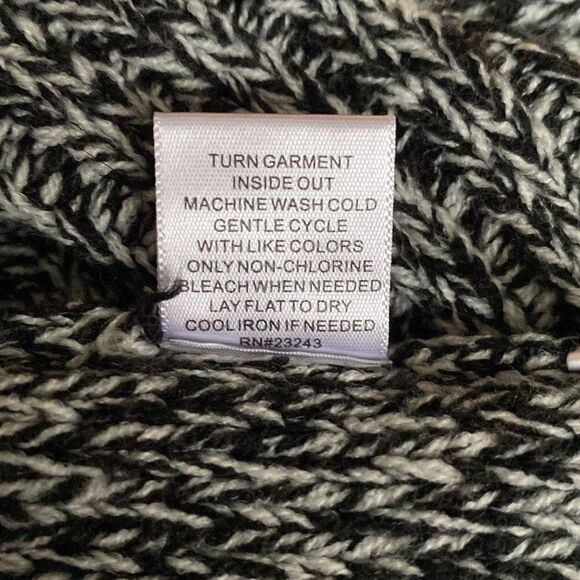 TURN GARMENT
INSIDE OUT
MACHINE WASH COLD
GENTLE CYCLE
WITH LIKE COLORS
ONLY NON-CHLORINE
BLEACH WHEN NEEDED
LAY FLAT TO DRY
COOL IRON IF NEEDED
RN#23243